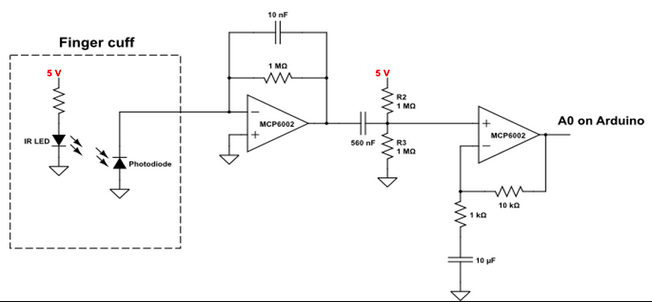 10 nF
Finger cuff
5 V
1 MΩ
5 V
R2
1 MΩ
MCP6002
MCP6002
A0 on Arduino
IR LED
Photodiode
560 nF
R3
1 MΩ
10 kΩ
1 kΩ
10 µF